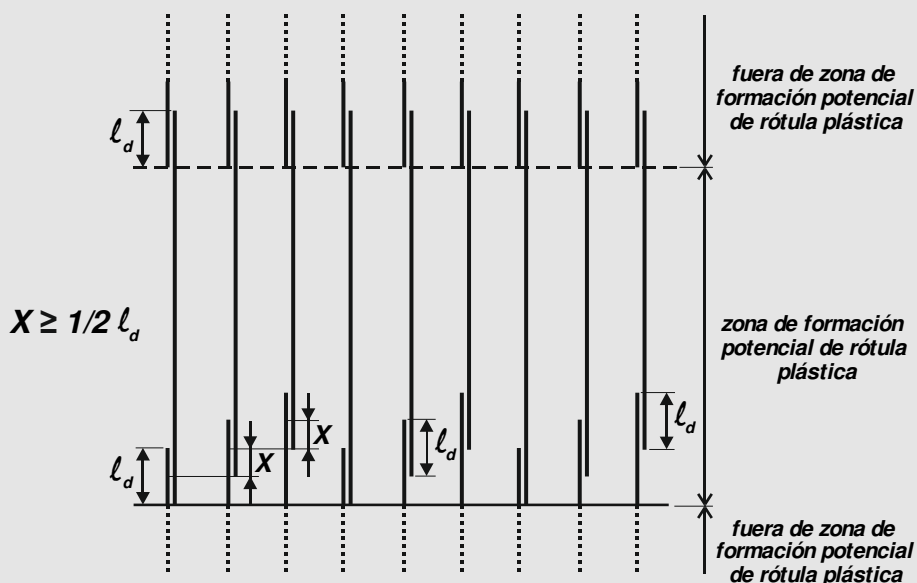 fuera de zona de
formación potencial
de rótula plástica
ℓd
X ≥ 1/2 ℓd
zona de formación
potencial de rótula
plástica
X
ℓd
ℓd
X
ℓd
fuera de zona de
formación potencial
de rótula plástica